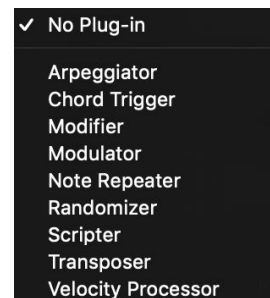 ✓ No Plug-in
Arpeggiator
Chord Trigger
Modifier
Modulator
Note Repeater
Randomizer
Scripter
Transposer
Velocity Processor